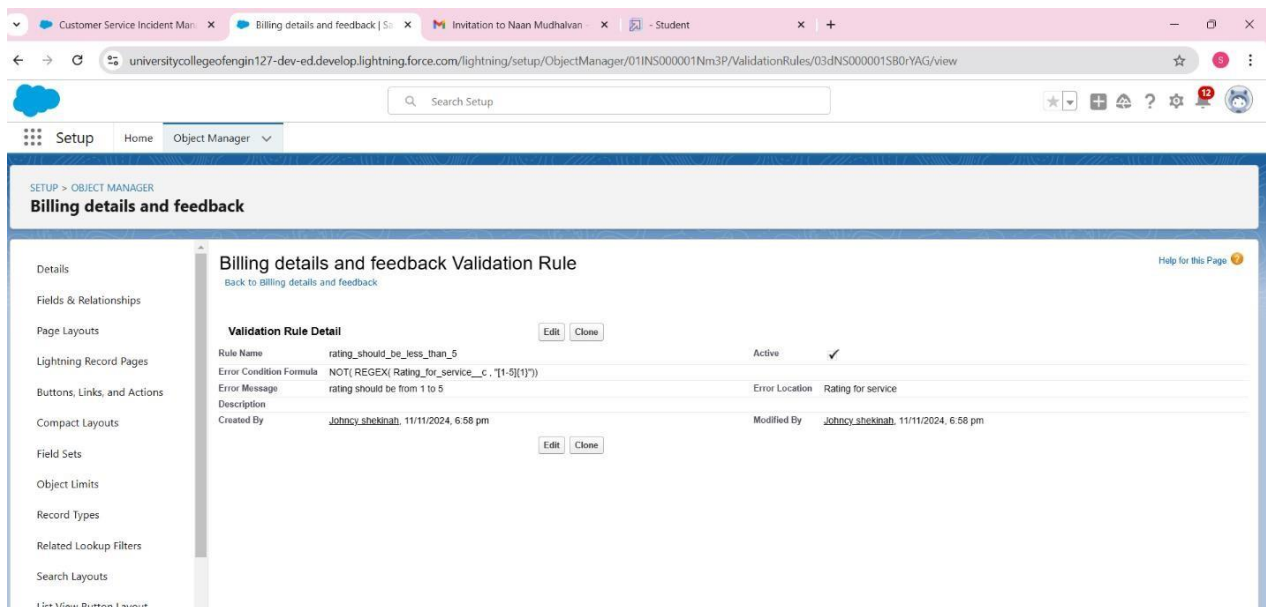 Customer Service Incident Man
Billing details and feedback | Sa
Invitation to Naan Mudhalvan -
- Student
universitycollegeofengin127-dev-ed.develop.lightning.force.com/lightning/setup/ObjectManager/01INS000001Nm3P/ValidationRules/03dNS000001SB0rYAG/view
S
Search Setup
12
Setup
Home
Object Manager
SETUP > OBJECT MANAGER
Billing details and feedback
Details
Fields & Relationships
Page Layouts
Lightning Record Pages
Buttons, Links, and Actions
Compact Layouts
Field Sets
Object Limits
Record Types
Related Lookup Filters
Search Layouts
List View Button Layout
Billing details and feedback Validation Rule
Help for this Page
Back to Billing details and feedback
Validation Rule Detail
Edit Clone
Rule Name rating_should_be_less_than_5 Active ✓
Error Condition Formula NOT( REGEX( Rating_for_service__c , "[1-5]{1}"))
Error Message rating should be from 1 to 5 Error Location Rating for service
Description
Created By Johncy shekinah, 11/11/2024, 6:58 pm Modified By Johncy shekinah, 11/11/2024, 6:58 pm
Edit Clone